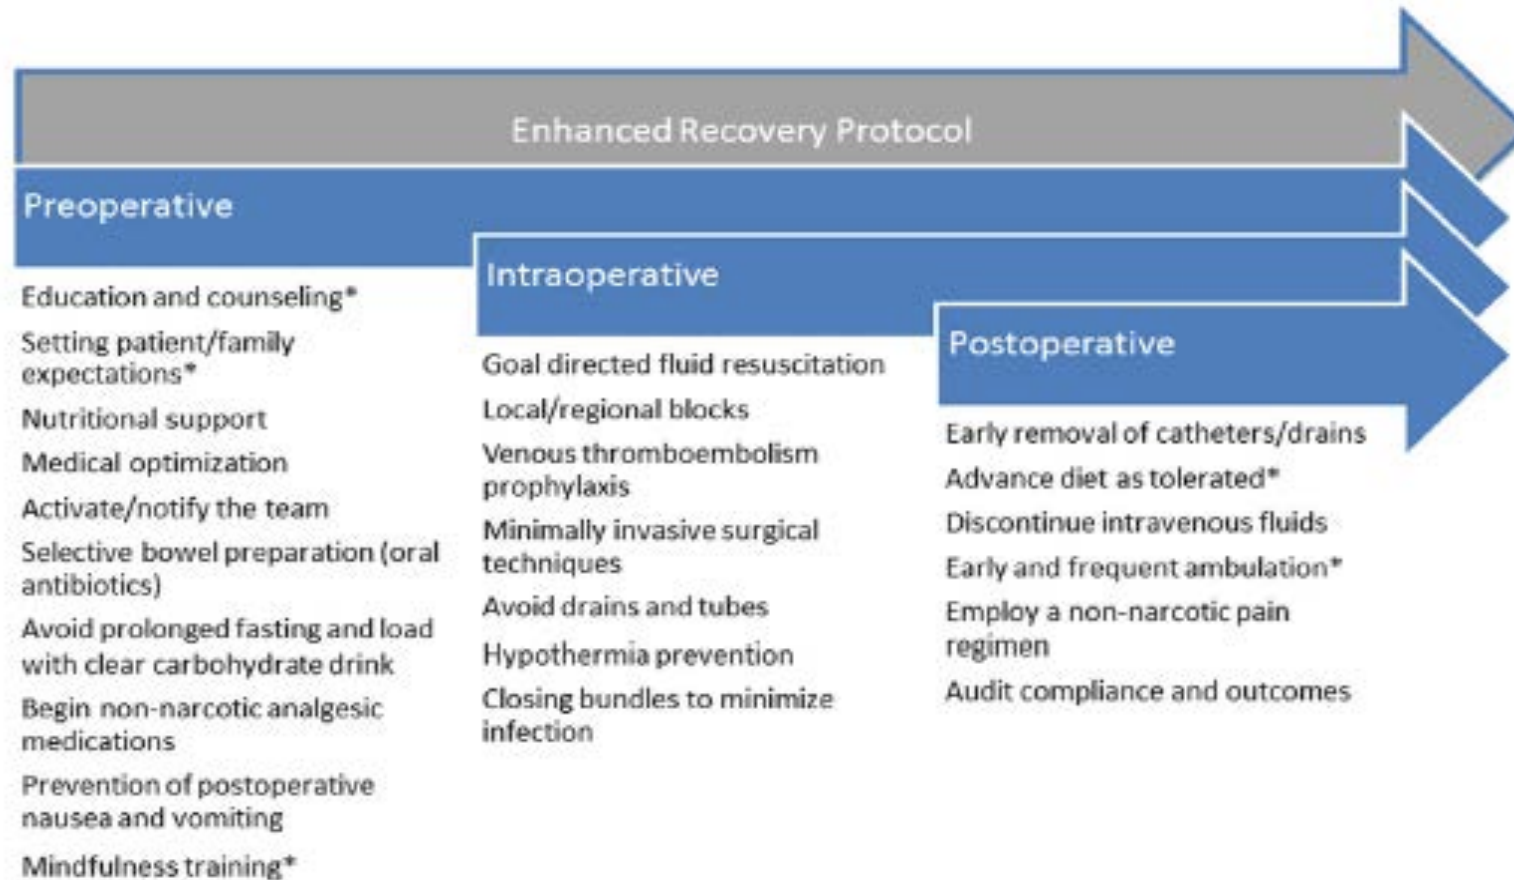 Enhanced Recovery Protocol
Preoperative
Education and counseling*
Setting patient/family
expectations*
Nutritional support
Medical optimization
Activate/notify the team
Selective bowel preparation (oral
antibiotics)
Avoid prolonged fasting and load
with clear carbohydrate drink
Begin non-narcotic analgesic
medications
Prevention of postoperative
nausea and vomiting
Mindfulness training*
Intraoperative
Goal directed fluid resuscitation
Local/regional blocks
Venous thromboembolism
prophylaxis
Minimally invasive surgical
techniques
Avoid drains and tubes
Hypothermia prevention
Closing bundles to minimize
infection
Postoperative
Early removal of catheters/drains
Advance diet as tolerated*
Discontinue intravenous fluids
Early and frequent ambulation*
Employ a non-narcotic pain
regimen
Audit compliance and outcomes